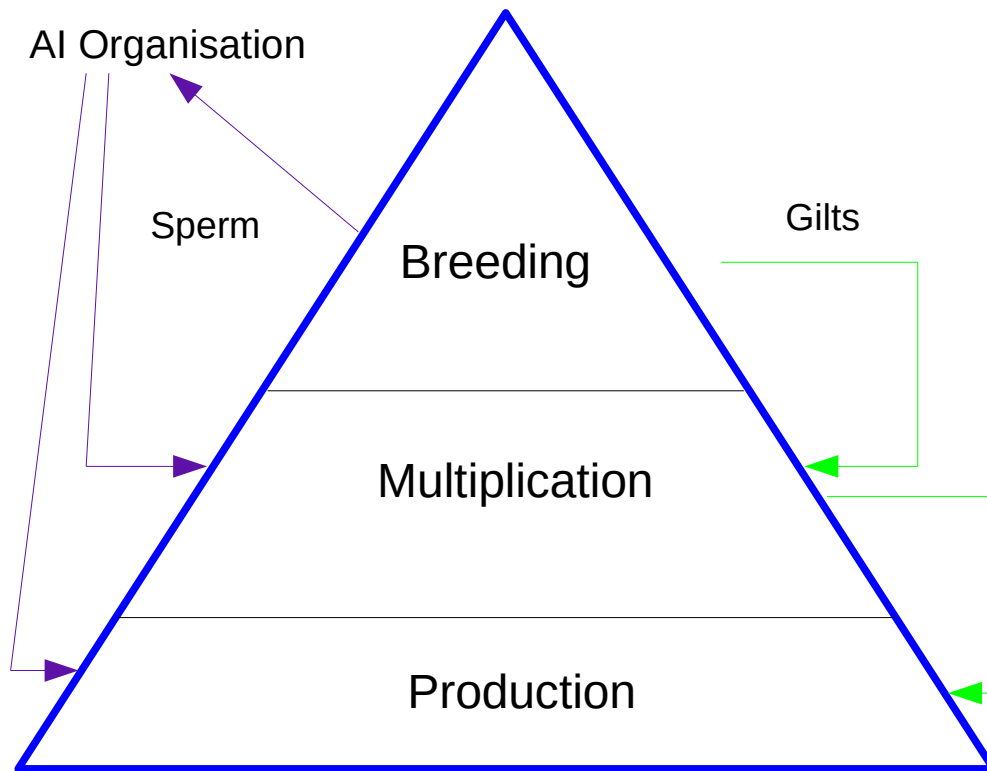 AI Organisation
Sperm
Gilts
Breeding
Multiplication
Production